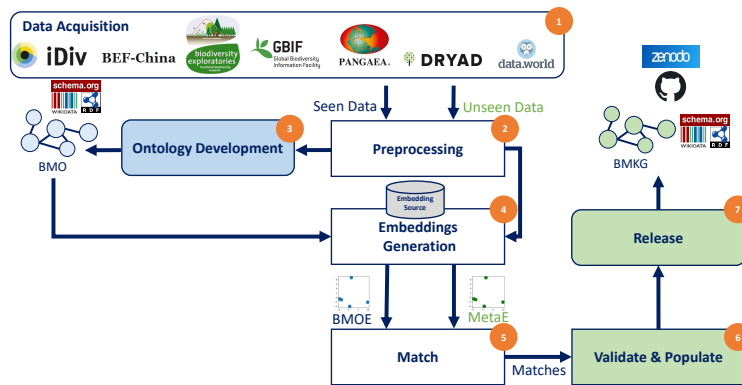 Data Acquisition
1
iDiv
BEF-China
biodiversity
exploratories
GBIF
Global Biodiversity
Information Facility
PANGAEA.
DRYAD
data.world
zenodo
schema.org
WIKIDATA
RDF
BMO
Seen Data
Unseen Data
3
Ontology Development
2
Preprocessing
schema.org
WIKIDATA
RDF
BMKG
Embedding
Source
4
Embeddings
Generation
7
Release
BMOE
MetaE
5
Match
Matches
6
Validate & Populate